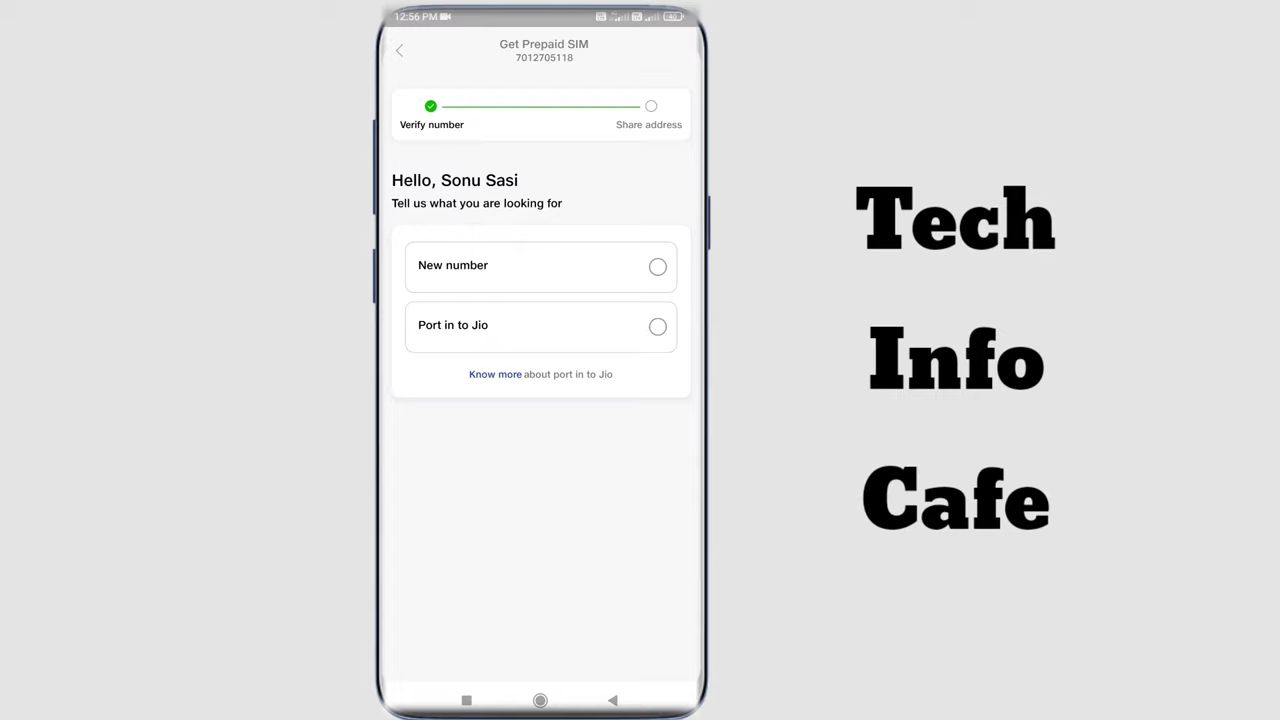 12:56 PM
40
Get Prepaid SIM
7012705118
Verify number
Share address
Hello, Sonu Sasi
Tell us what you are looking for
New number
Port in to Jio
Know more about port in to Jio
Tech
Info
Cafe